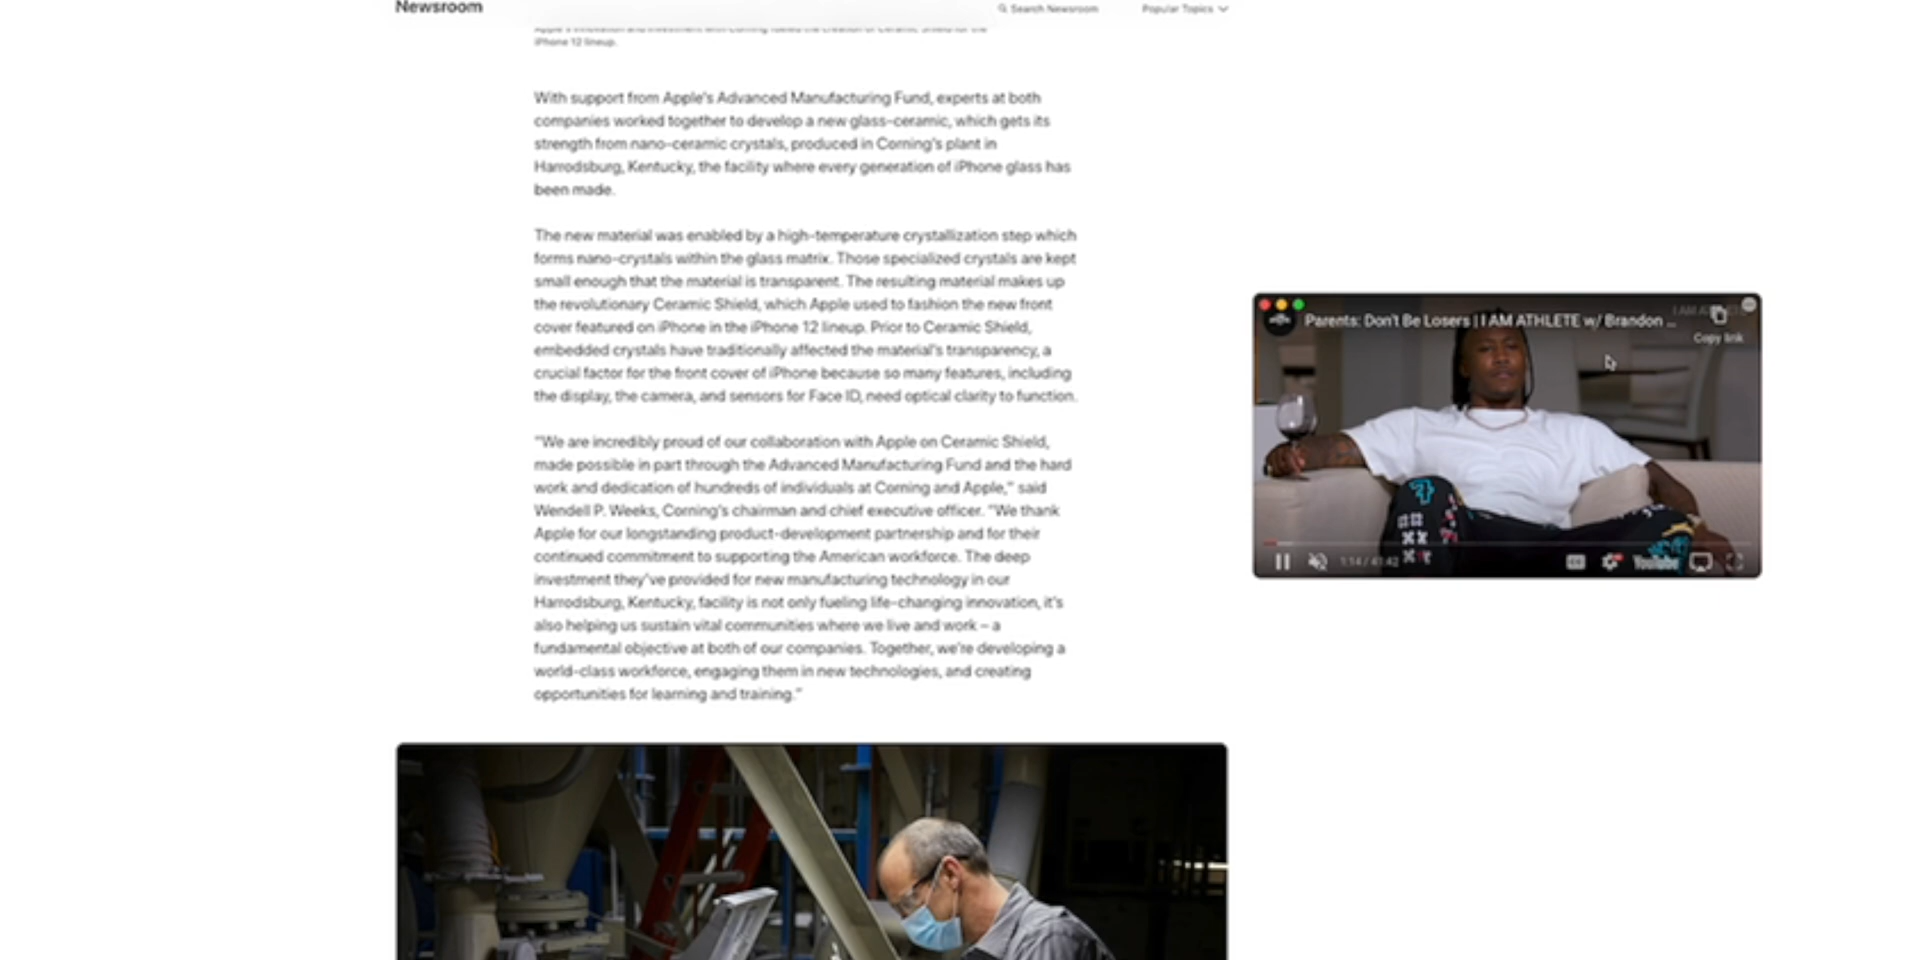 Newsroom
Search Newsroom
Popular Topics
Apple's innovation and investment with Corning fueled the creation of Ceramic Shield for the
iPhone 12 lineup.
With support from Apple's Advanced Manufacturing Fund, experts at both
companies worked together to develop a new glass-ceramic, which gets its
strength from nano-ceramic crystals, produced in Corning's plant in
Harrodsburg, Kentucky, the facility where every generation of iPhone glass has
been made.
The new material was enabled by a high-temperature crystallization step which
forms nano-crystals within the glass matrix. Those specialized crystals are kept
small enough that the material is transparent. The resulting material makes up
the revolutionary Ceramic Shield, which Apple used to fashion the new front
cover featured on iPhone in the iPhone 12 lineup. Prior to Ceramic Shield,
embedded crystals have traditionally affected the material's transparency, a
crucial factor for the front cover of iPhone because so many features, including
the display, the camera, and sensors for Face ID, need optical clarity to function.
"We are incredibly proud of our collaboration with Apple on Ceramic Shield,
made possible in part through the Advanced Manufacturing Fund and the hard
work and dedication of hundreds of individuals at Corning and Apple," said
Wendell P. Weeks, Corning's chairman and chief executive officer. "We thank
Apple for our longstanding product-development partnership and for their
continued commitment to supporting the American workforce. The deep
investment they've provided for new manufacturing technology in our
Harrodsburg, Kentucky, facility is not only fueling life-changing innovation, it's
also helping us sustain vital communities where we live and work – a
fundamental objective at both of our companies. Together, we're developing a
world-class workforce, engaging them in new technologies, and creating
opportunities for learning and training."
Parents: Don't Be Losers | I AM ATHLETE w/ Brandon ...
Copy link
1:14 / 41:42
YouTube